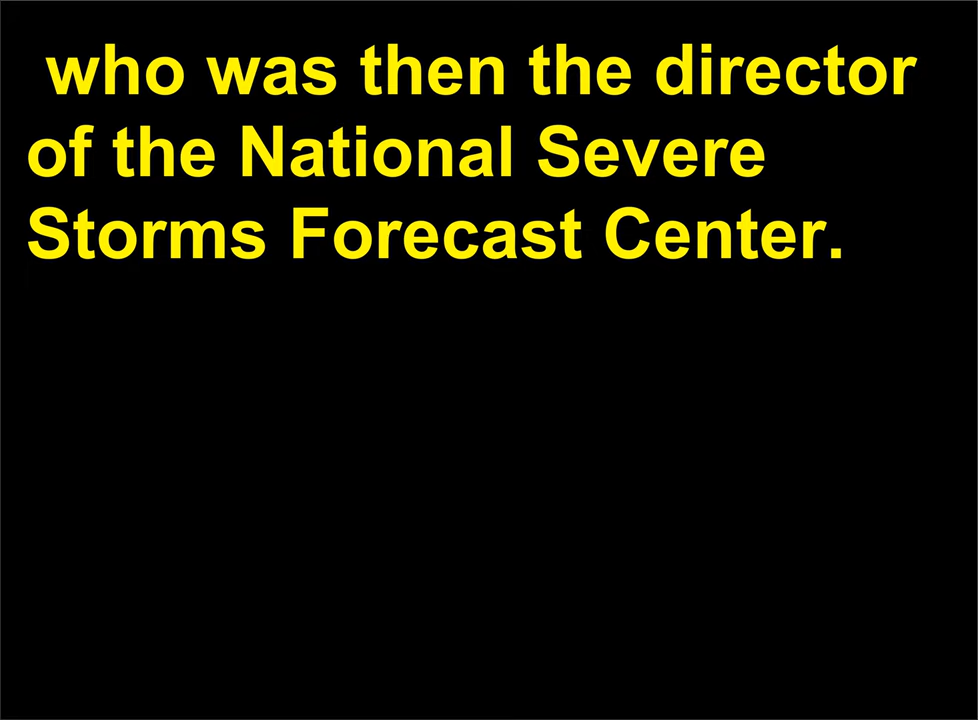 who was then the director
of the National Severe
Storms Forecast Center.